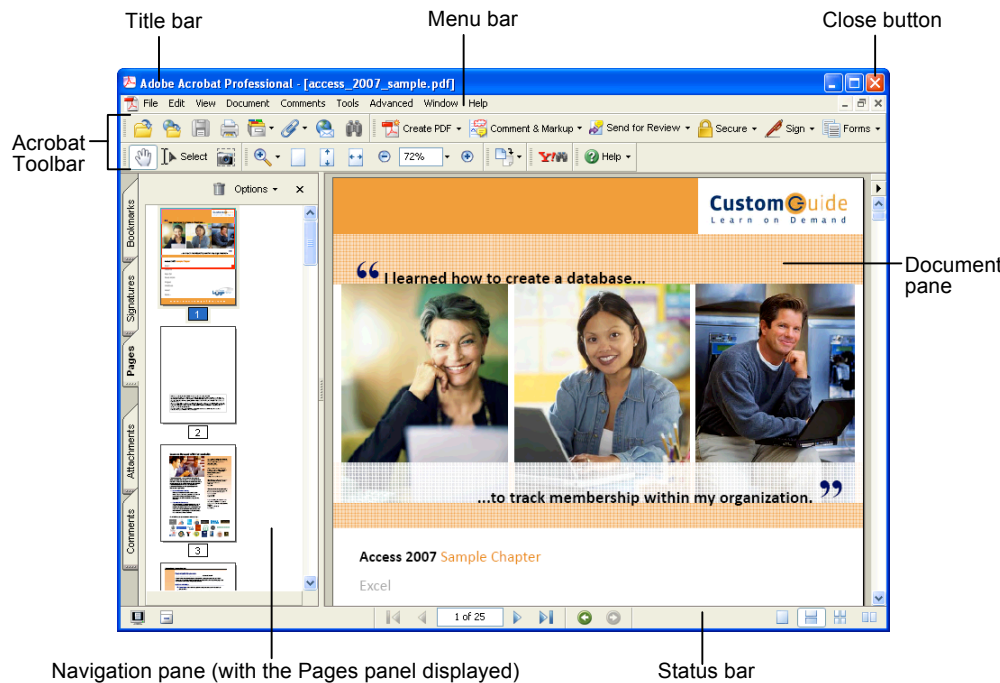 Title bar
Menu bar
Close button
Adobe Acrobat Professional - [access_2007_sample.pdf]
File Edit View Document Comments Tools Advanced Window Help
Acrobat
Toolbar
Create PDF Comment & Markup Send for Review Secure Sign Forms
Select 72% Y! Help
Options
Bookmarks
Signatures
Pages
Attachments
Comments
1
2
3
CustomGuide
Learn on Demand
“ I learned how to create a database...
...to track membership within my organization. ”
Document
pane
Access 2007 Sample Chapter
Excel
1 of 25
Navigation pane (with the Pages panel displayed)
Status bar